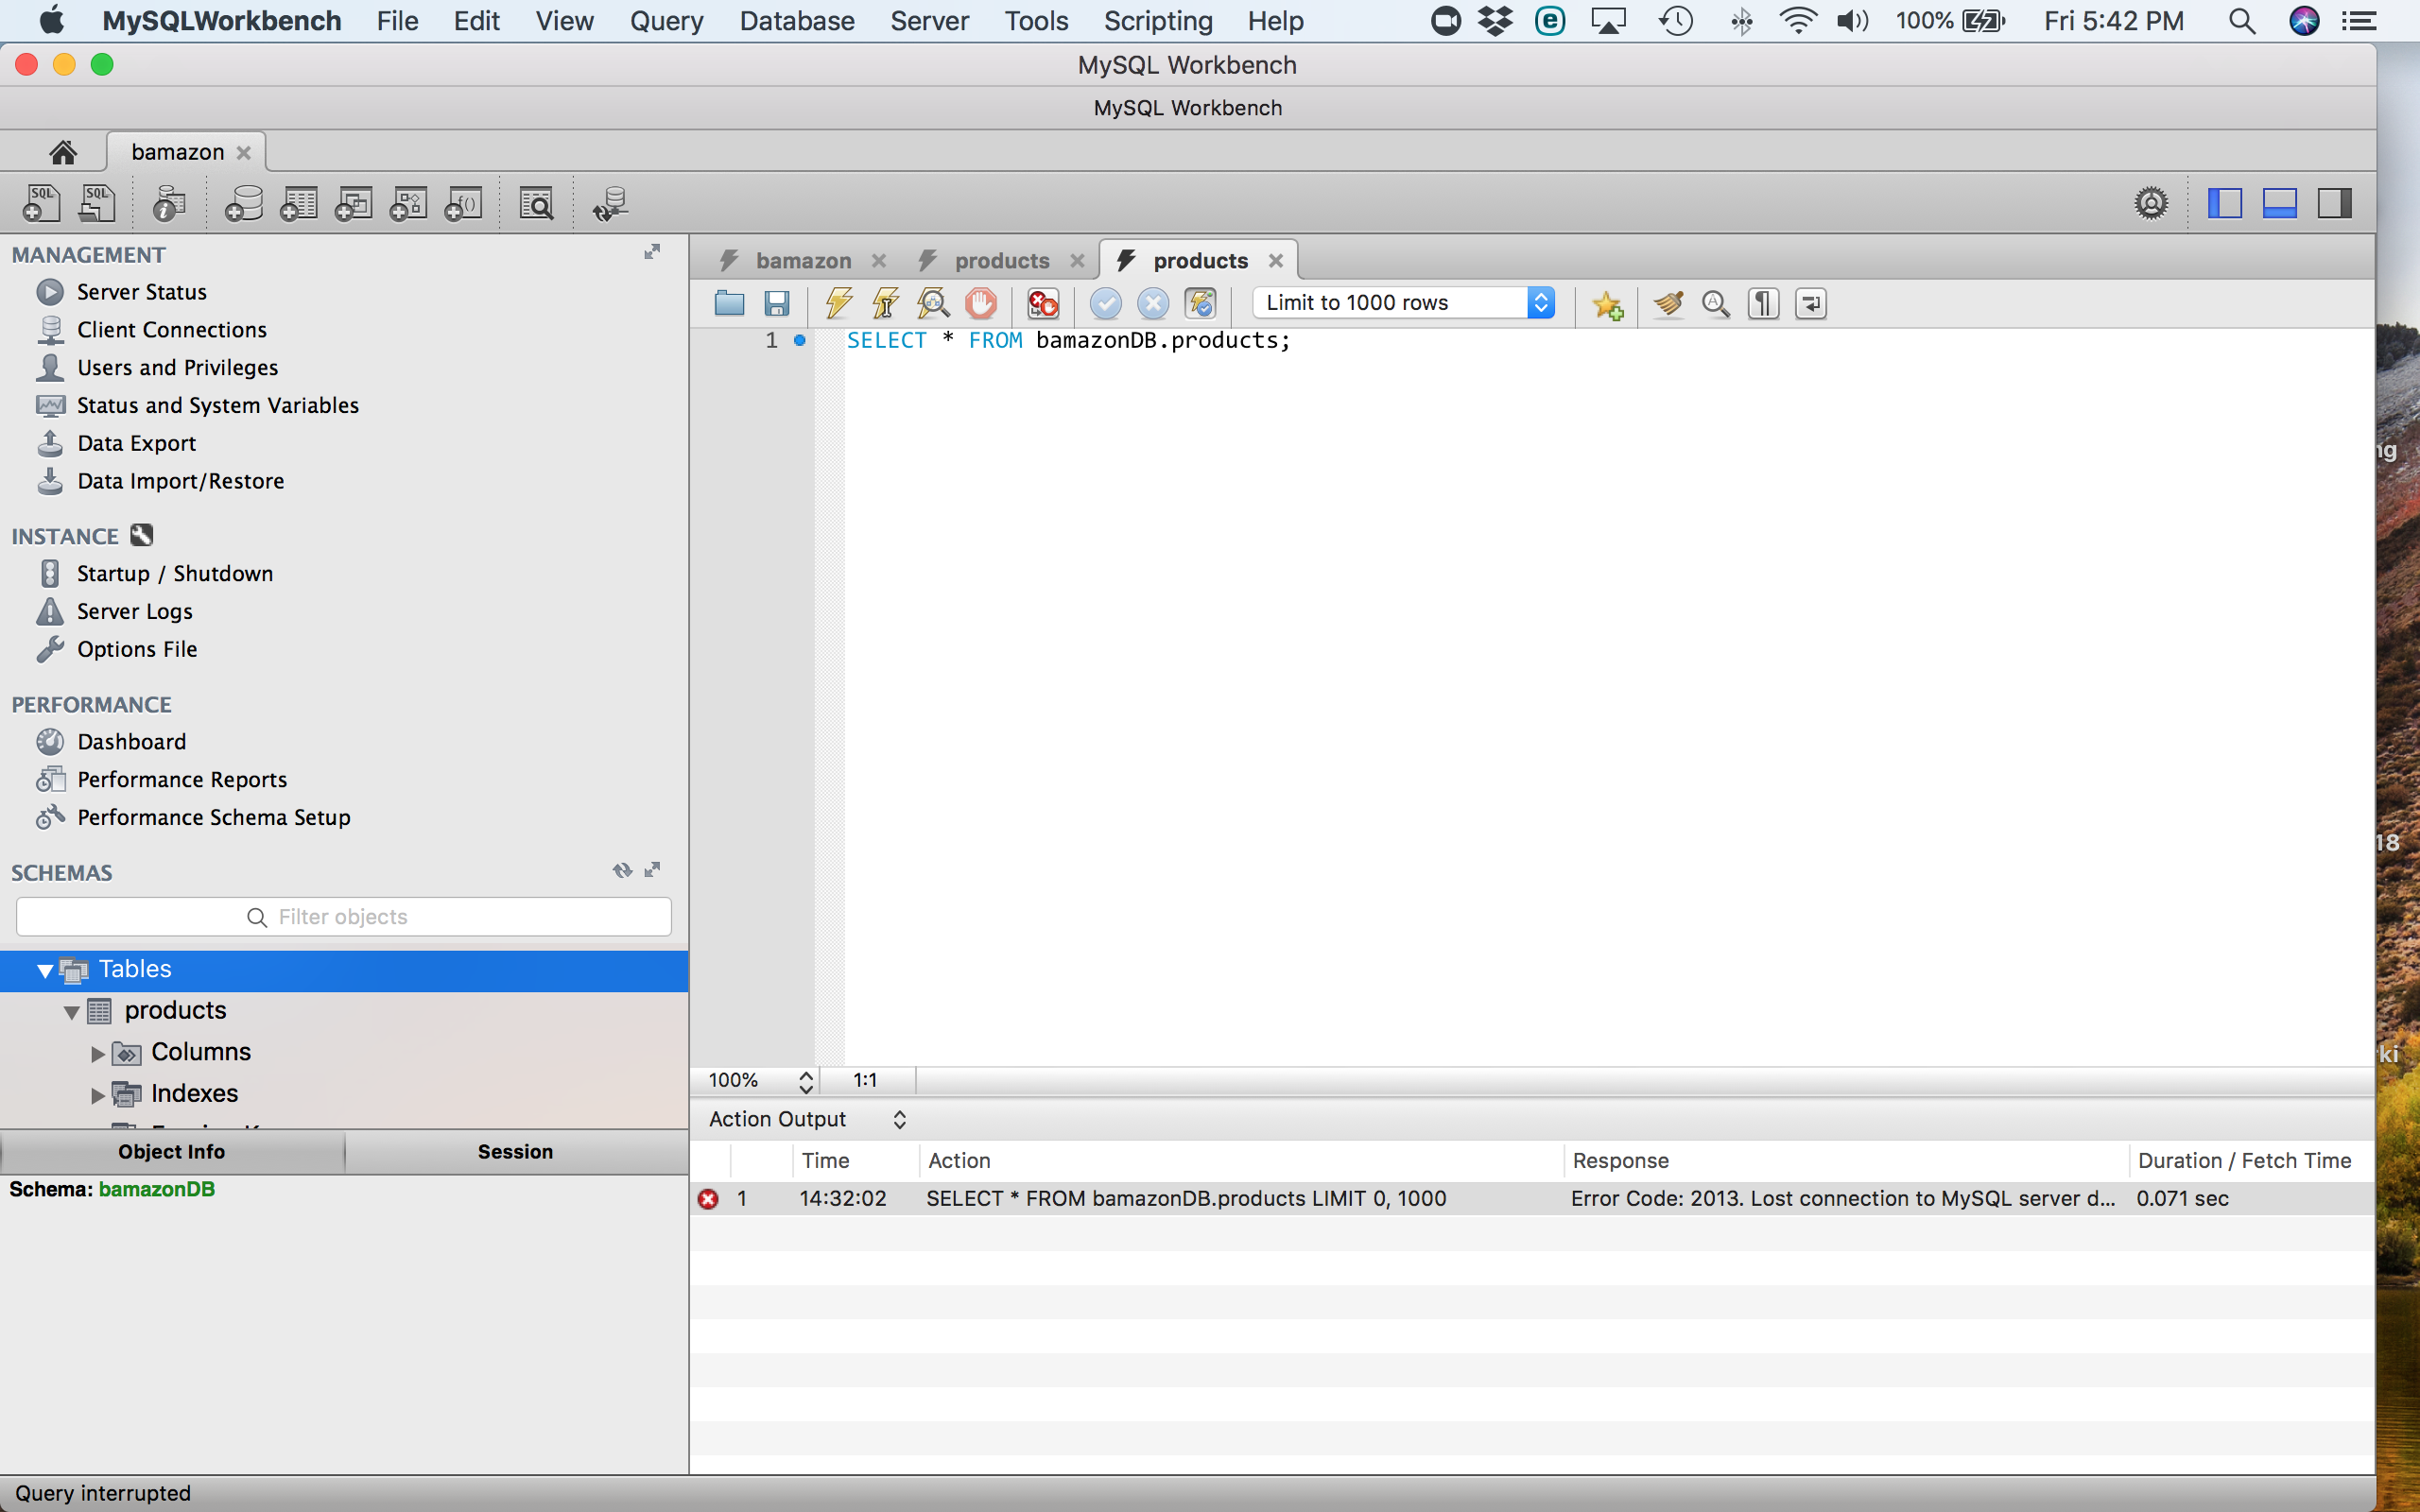 MySQLWorkbench File Edit View Query Database Server Tools Scripting Help 100% Fri 5:42 PM
MySQL Workbench
MySQL Workbench
bamazon
MANAGEMENT
Server Status
Client Connections
Users and Privileges
Status and System Variables
Data Export
Data Import/Restore
INSTANCE
Startup / Shutdown
Server Logs
Options File
PERFORMANCE
Dashboard
Performance Reports
Performance Schema Setup
SCHEMAS
Filter objects
Tables
products
Columns
Indexes
Object Info Session
Schema: bamazonDB
bamazon products products
Limit to 1000 rows
1 SELECT * FROM bamazonDB.products;
100% 1:1
Action Output
Time Action Response Duration / Fetch Time
1 14:32:02 SELECT * FROM bamazonDB.products LIMIT 0, 1000 Error Code: 2013. Lost connection to MySQL server d... 0.071 sec
Query interrupted